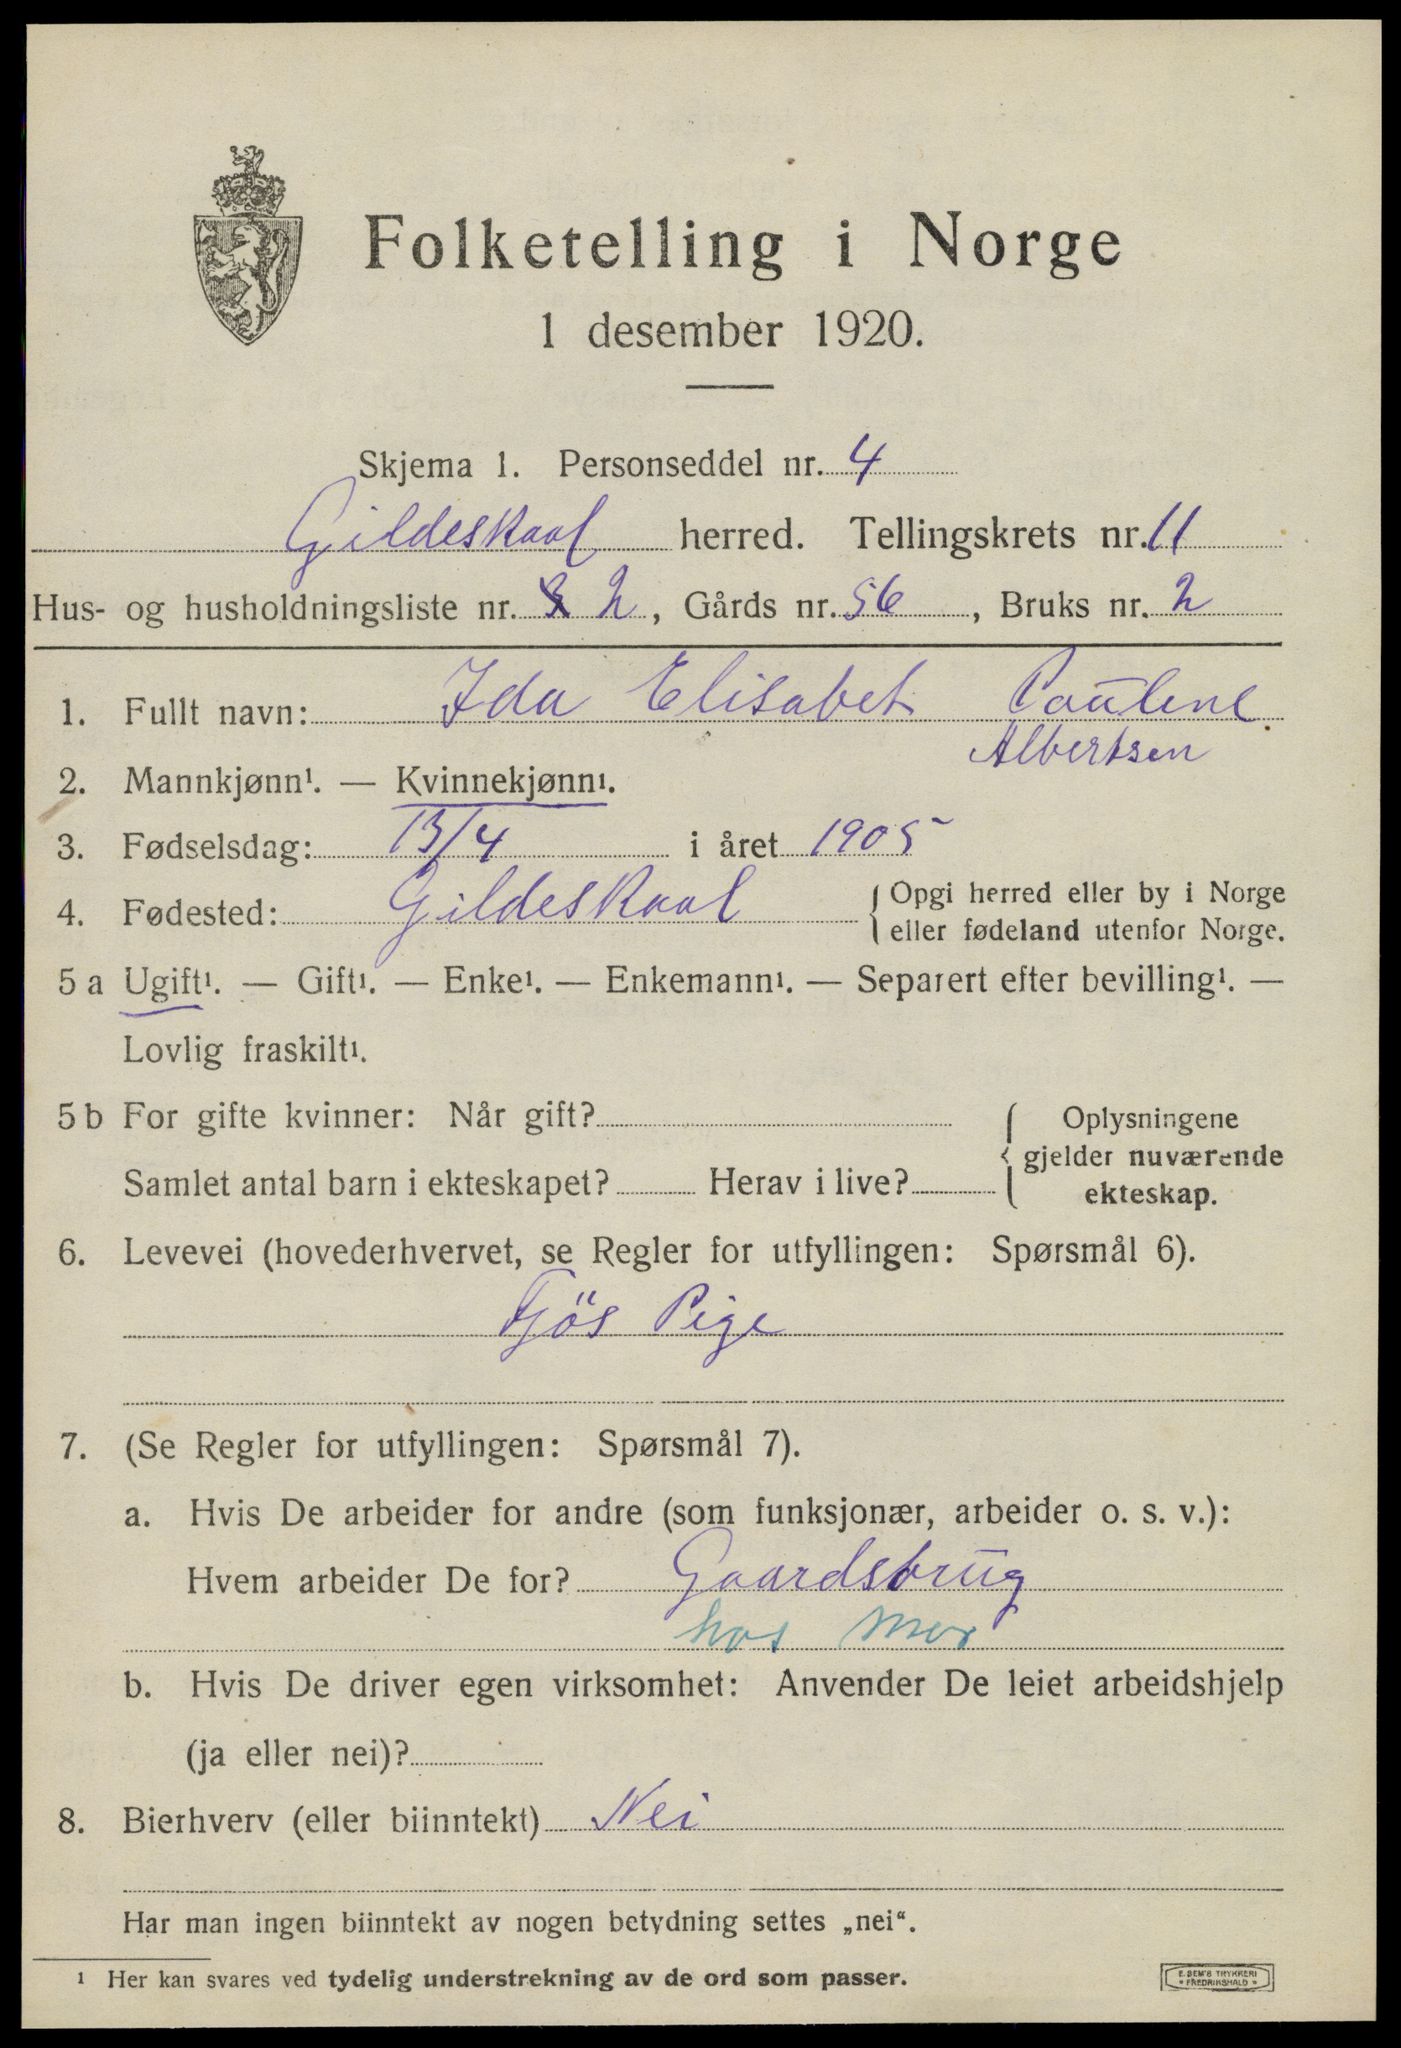 Folketelling i Norge
1 desember 1920.
Skjema 1. Personseddel nr. 4
Gildeskaal herred. Tellingskrets nr. 11
Hus- og husholdningsliste nr. 2, Gårds nr. 56, Bruks nr. 2
1. Fullt navn: Ida Elisabet Paulene
Albertsen
2. Mannkjønn¹. — Kvinnekjønn¹.
3. Fødselsdag: 13/4 i året 1905
4. Fødested: Gildeskaal { Opgi herred eller by i Norge
eller fødeland utenfor Norge.
5 a Ugift¹. — Gift¹. — Enke¹. — Enkemann¹. — Separert efter bevilling¹. —
Lovlig fraskilt¹.
5 b For gifte kvinner: Når gift? { Oplysningene
gjelder nuværende
Samlet antal barn i ekteskapet? Herav i live? ekteskap.
6. Levevei (hovederhvervet, se Regler for utfyllingen: Spørsmål 6).
Fjös Pige
7. (Se Regler for utfyllingen: Spørsmål 7).
a. Hvis De arbeider for andre (som funksjonær, arbeider o. s. v.):
Hvem arbeider De for? Gaardsbrug
hos mor
b. Hvis De driver egen virksomhet: Anvender De leiet arbeidshjelp
(ja eller nei)?
8. Bierhverv (eller biinntekt) Nei
Har man ingen biinntekt av nogen betydning settes „nei“.
¹ Her kan svares ved tydelig understrekning av de ord som passer.
E. SEM'S TRYKKERI
* FREDRIKSHALD *